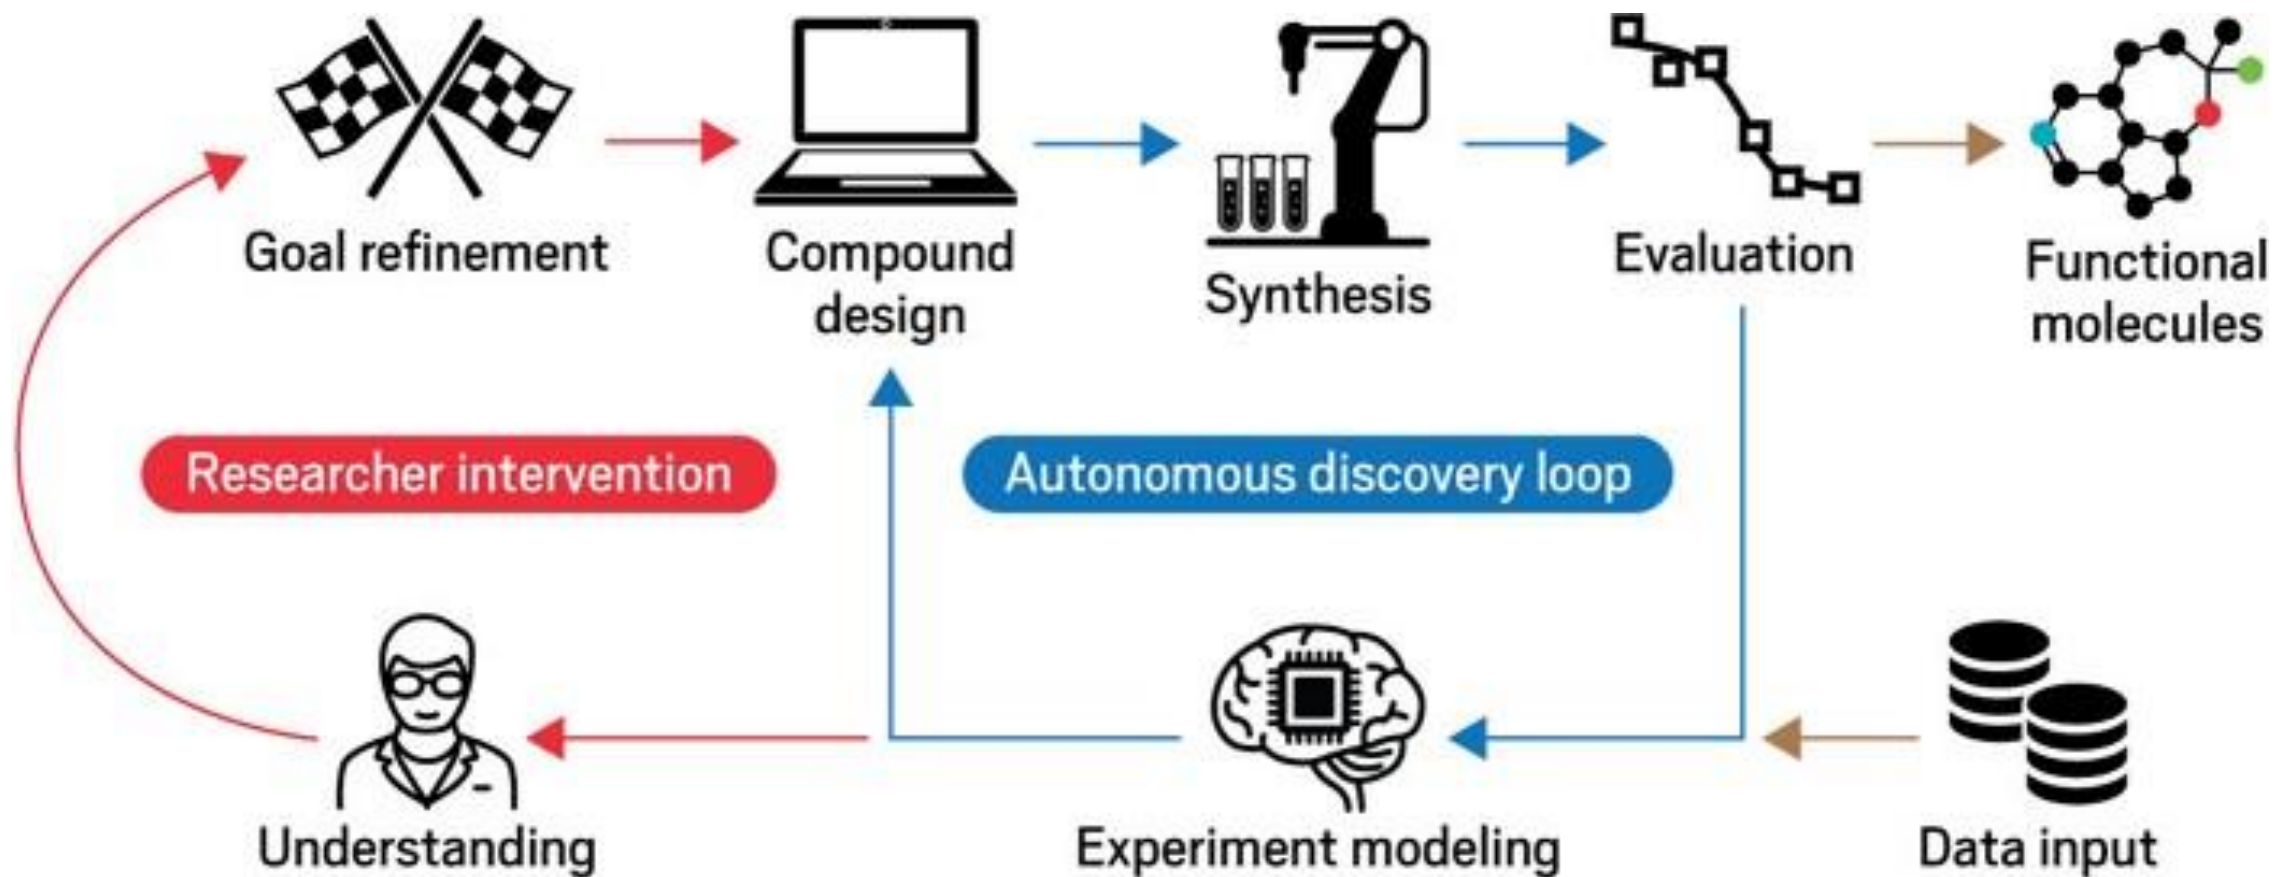 Goal refinement
Compound
design
Synthesis
Evaluation
Functional
molecules
Researcher intervention
Autonomous discovery loop
Understanding
Experiment modeling
Data input